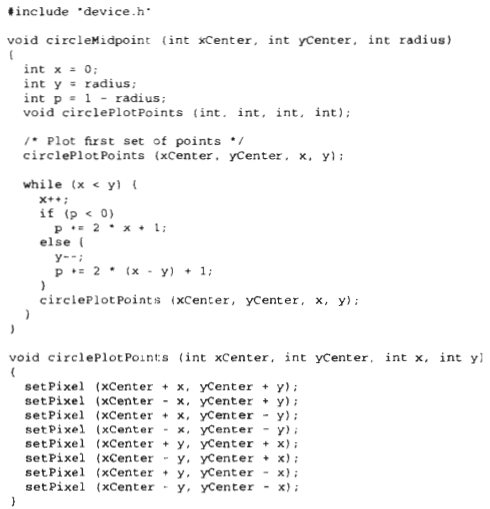 #include "device.h"
void circleMidpoint (int xCenter, int yCenter, int radius)
{
int x = 0;
int y = radius;
int p = 1 - radius;
void circlePlotPoints (int, int, int, int);
/* Plot first set of points */
circlePlotPoints (xCenter, yCenter, x, y);
while (x < y) {
x++;
if (p < 0)
p += 2 * x + 1;
else {
y--;
p += 2 * (x - y) + 1;
}
circlePlotPoints (xCenter, yCenter, x, y);
}
}
void circlePlotPoints (int xCenter, int yCenter, int x, int y)
{
setPixel (xCenter + x, yCenter + y);
setPixel (xCenter - x, yCenter + y);
setPixel (xCenter + x, yCenter - y);
setPixel (xCenter - x, yCenter - y);
setPixel (xCenter + y, yCenter + x);
setPixel (xCenter - y, yCenter + x);
setPixel (xCenter + y, yCenter - x);
setPixel (xCenter - y, yCenter - x);
}